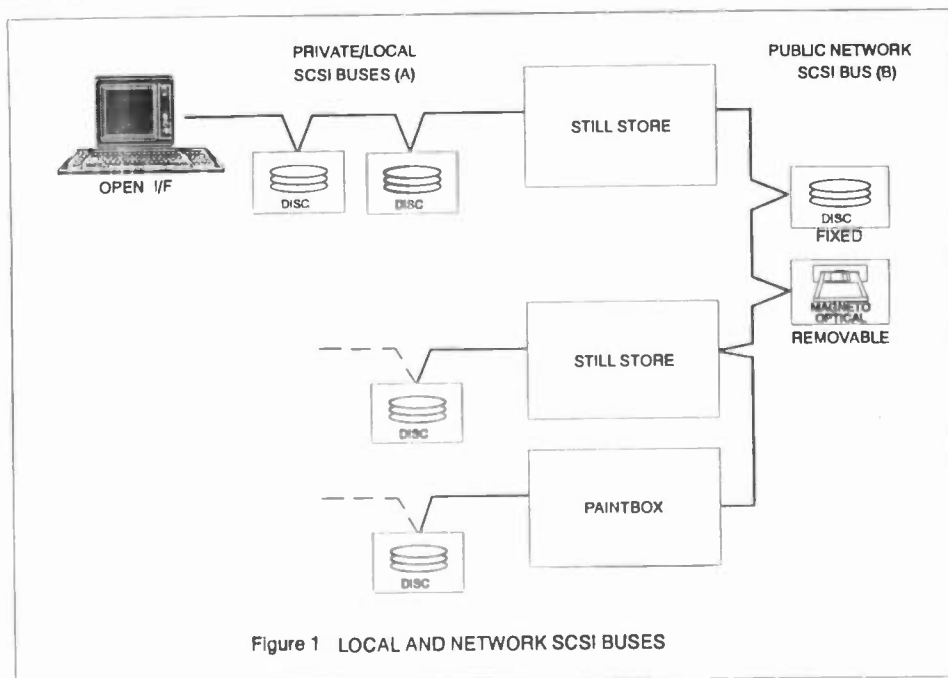 PRIVATE/LOCAL
SCSI BUSES (A)
PUBLIC NETWORK
SCSI BUS (B)
OPEN I/F
DISC
DISC
STILL STORE
DISC
FIXED
MAGNETO
OPTICAL
REMOVABLE
STILL STORE
DISC
PAINTBOX
DISC
Figure 1 LOCAL AND NETWORK SCSI BUSES